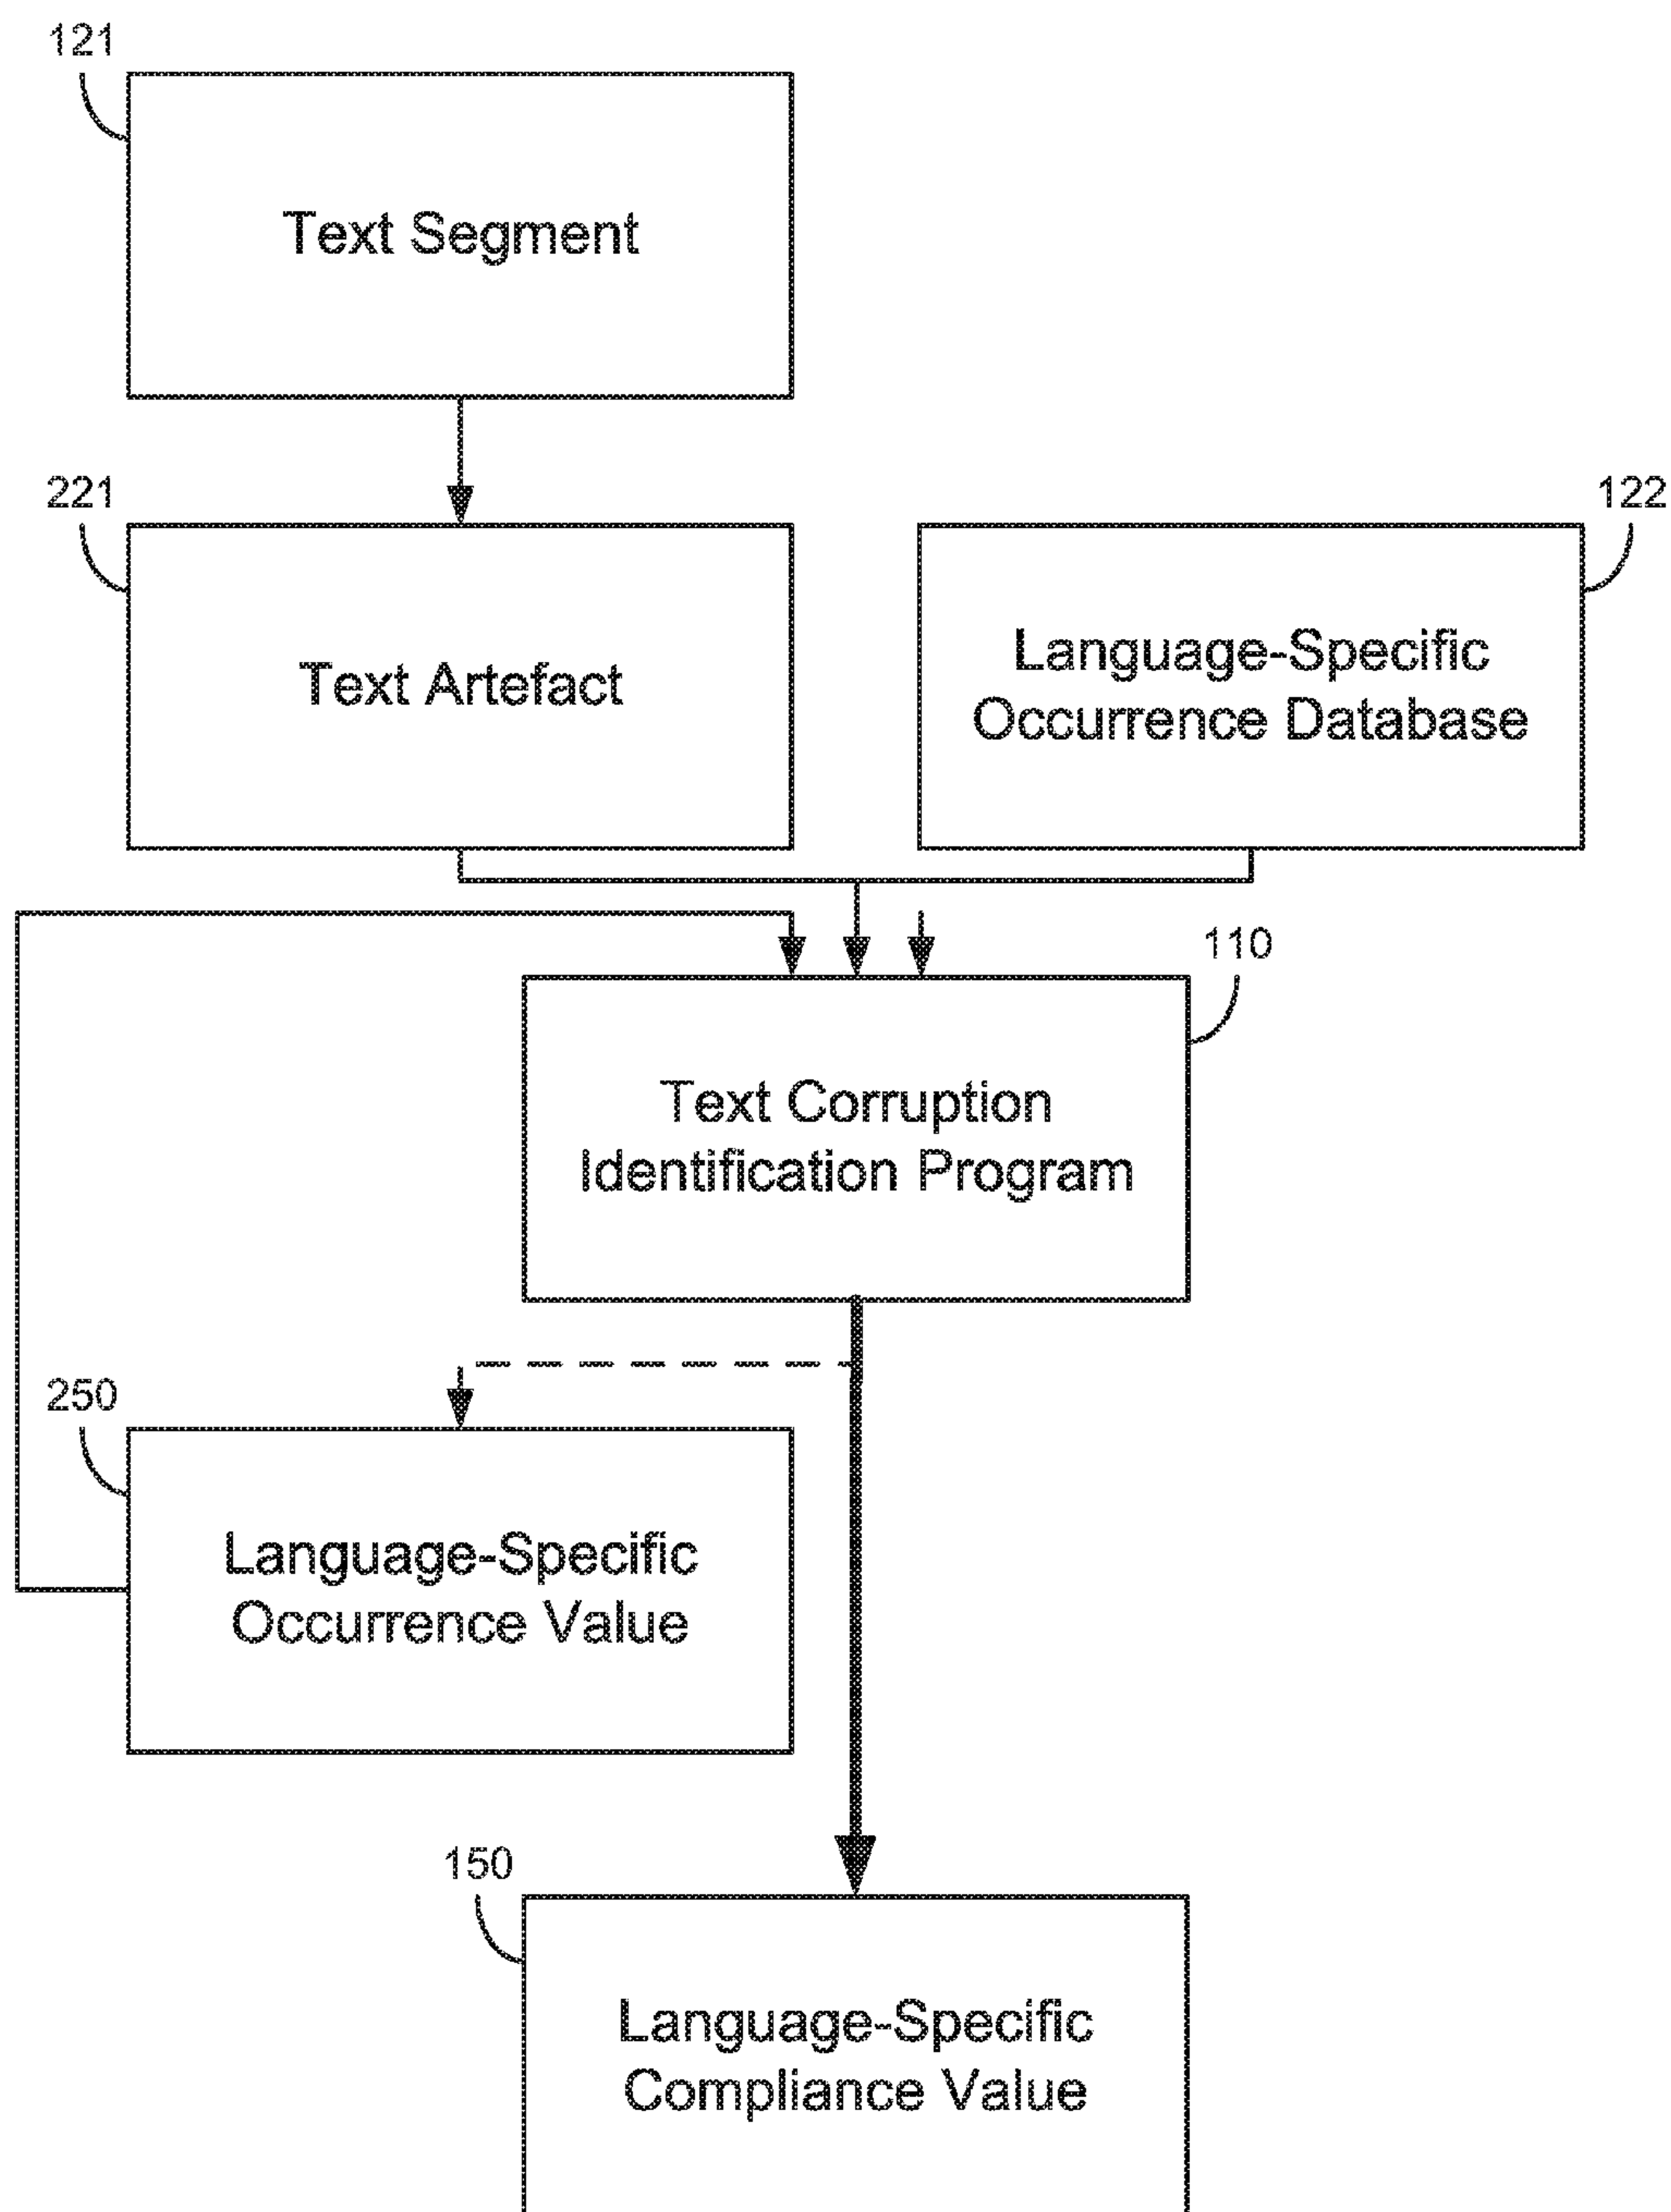 121
Text Segment
221
122
Text Artefact
Language-Specific
Occurrence Database
110
Text Corruption
Identification Program
250
Language-Specific
Occurrence Value
150
Language-Specific
Compliance Value